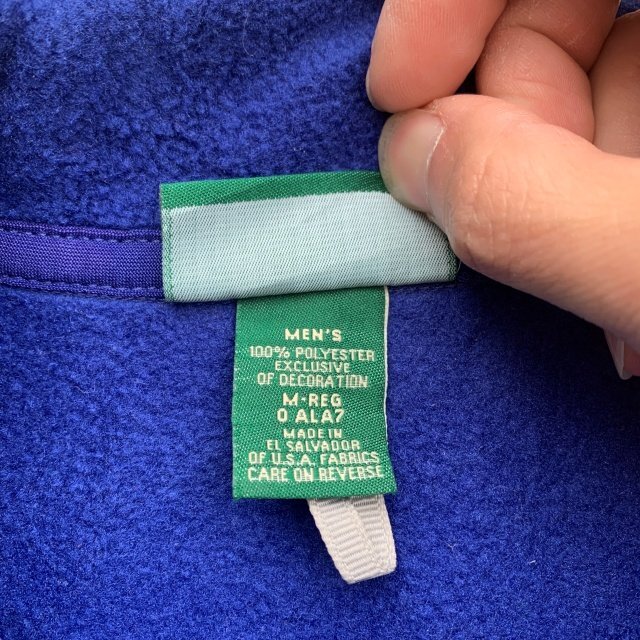 MEN'S
100% POLYESTER
EXCLUSIVE
OF DECORATION
M-REG
0 ALA7
MADE IN
EL SALVADOR
OF U.S.A. FABRICS
CARE ON REVERSE